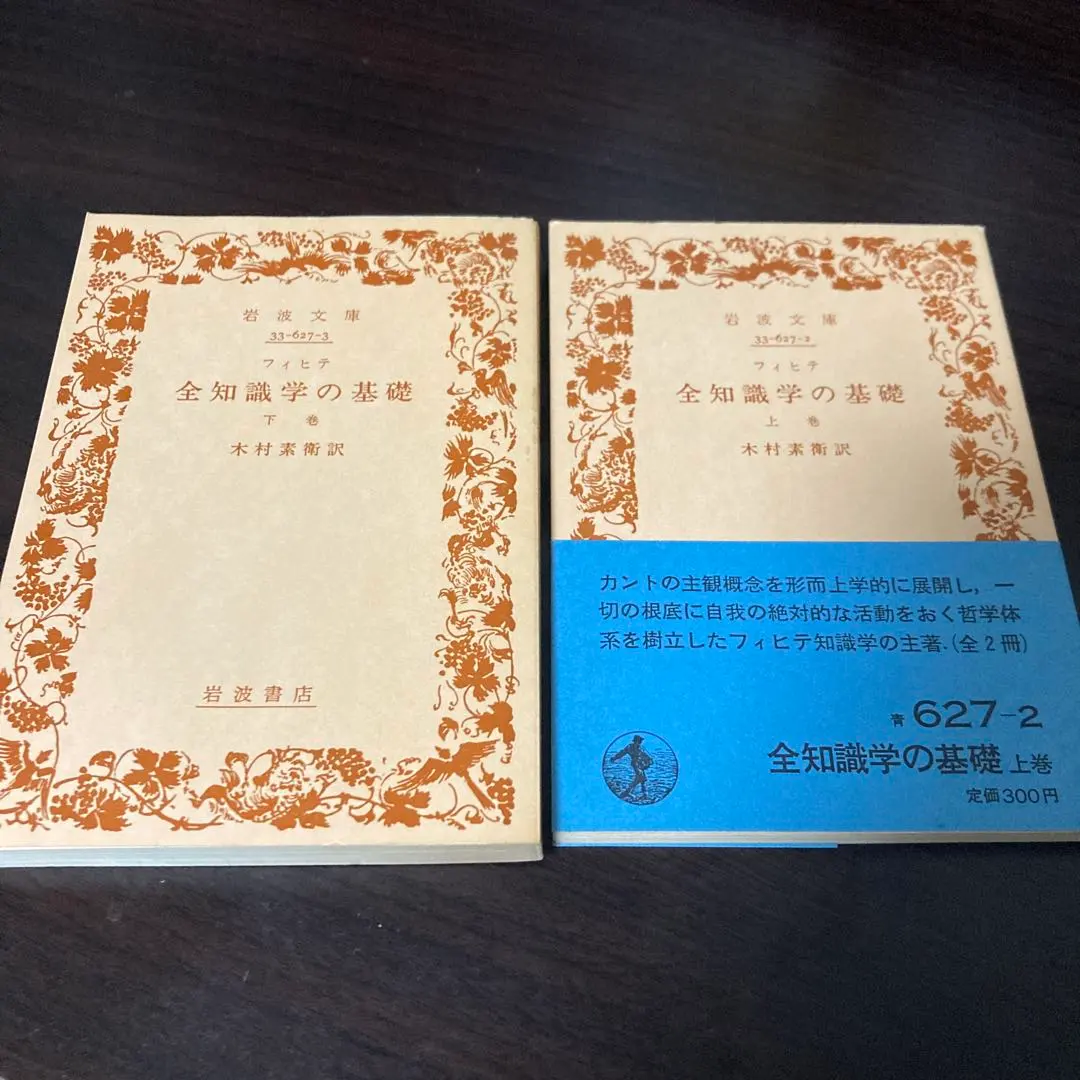 岩波文庫
33-627-3
フィヒテ
全知識学の基礎
下巻
木村素衞訳
岩波書店
岩波文庫
33-627-2
フィヒテ
全知識学の基礎
上巻
木村素衞訳
カントの主観概念を形而上学的に展開し,一
切の根底に自我の絶対的な活動をおく哲学体
系を樹立したフィヒテ知識学の主著.(全2冊)
青 627-2
全知識学の基礎 上巻
定価300円